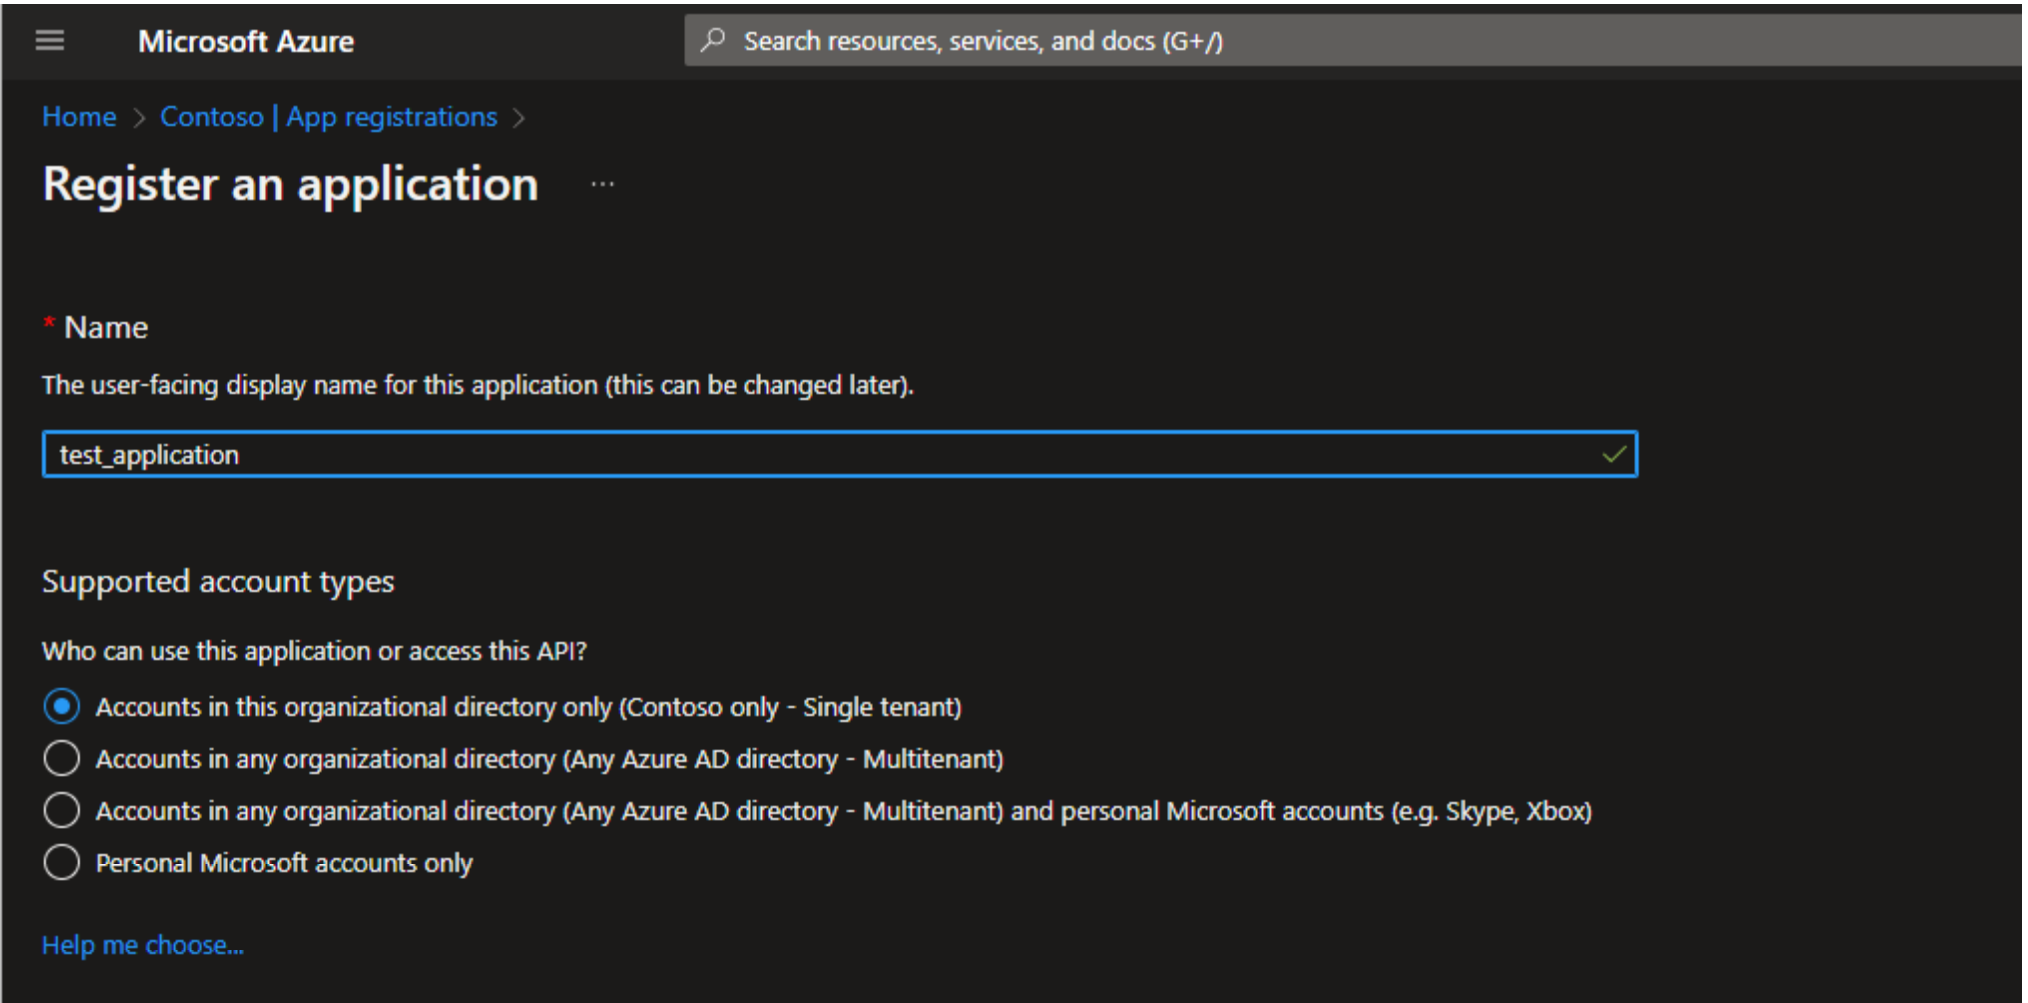 Microsoft Azure
Search resources, services, and docs (G+/)
Home > Contoso | App registrations >
Register an application ...
* Name
The user-facing display name for this application (this can be changed later).
test_application
Supported account types
Who can use this application or access this API?
Accounts in this organizational directory only (Contoso only - Single tenant)
Accounts in any organizational directory (Any Azure AD directory - Multitenant)
Accounts in any organizational directory (Any Azure AD directory - Multitenant) and personal Microsoft accounts (e.g. Skype, Xbox)
Personal Microsoft accounts only
Help me choose...